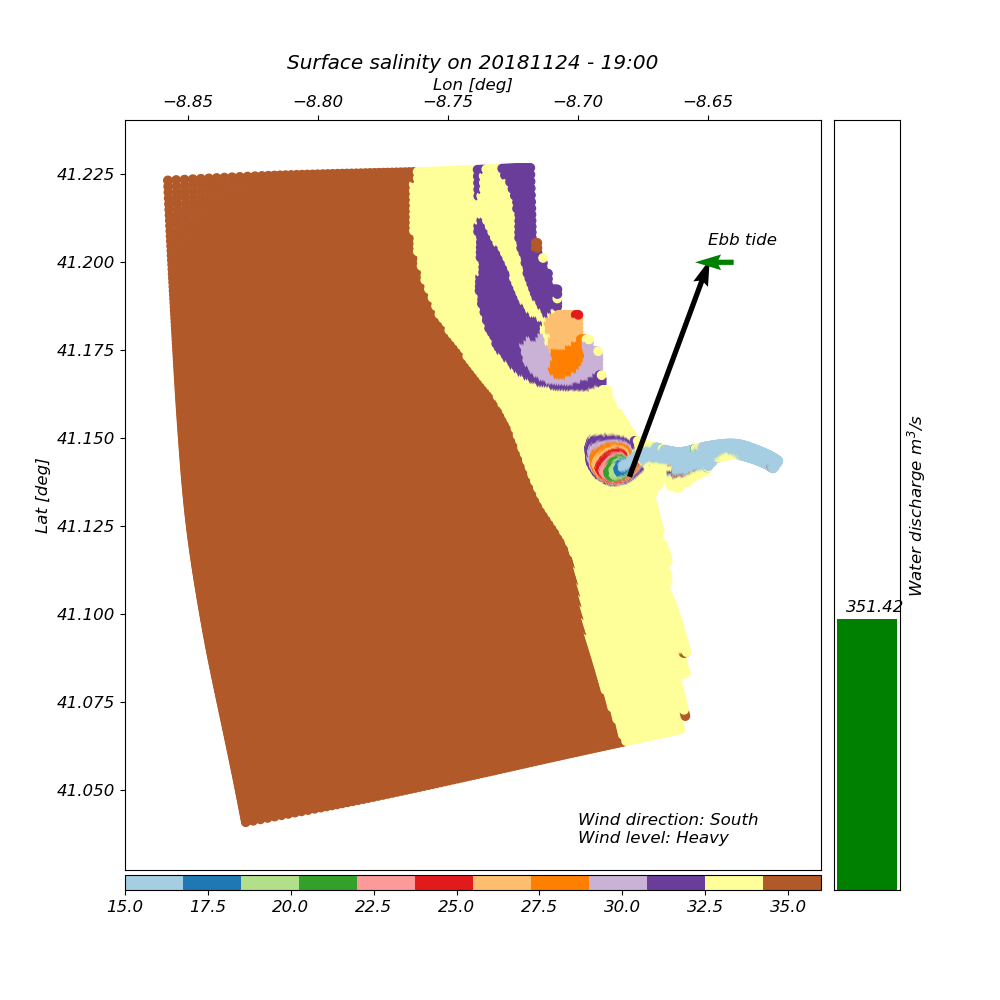 Surface salinity on 20181124 - 19:00
Lon [deg]
−8.85 −8.80 −8.75 −8.70 −8.65
41.225
41.200
41.175
41.150
41.125
41.100
41.075
41.050
Lat [deg]
Ebb tide
Wind direction: South
Wind level: Heavy
15.0 17.5 20.0 22.5 25.0 27.5 30.0 32.5 35.0
351.42
Water discharge m³/s